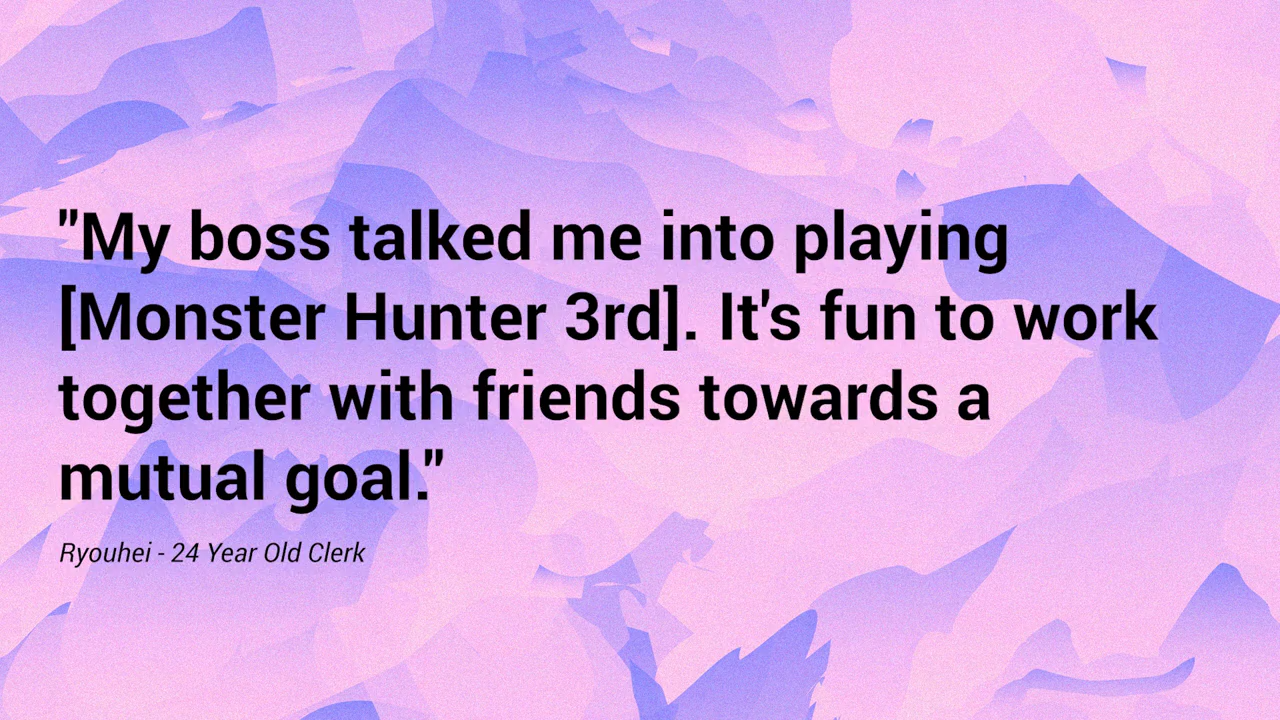 "My boss talked me into playing
[Monster Hunter 3rd]. It's fun to work
together with friends towards a
mutual goal."
Ryouhei - 24 Year Old Clerk